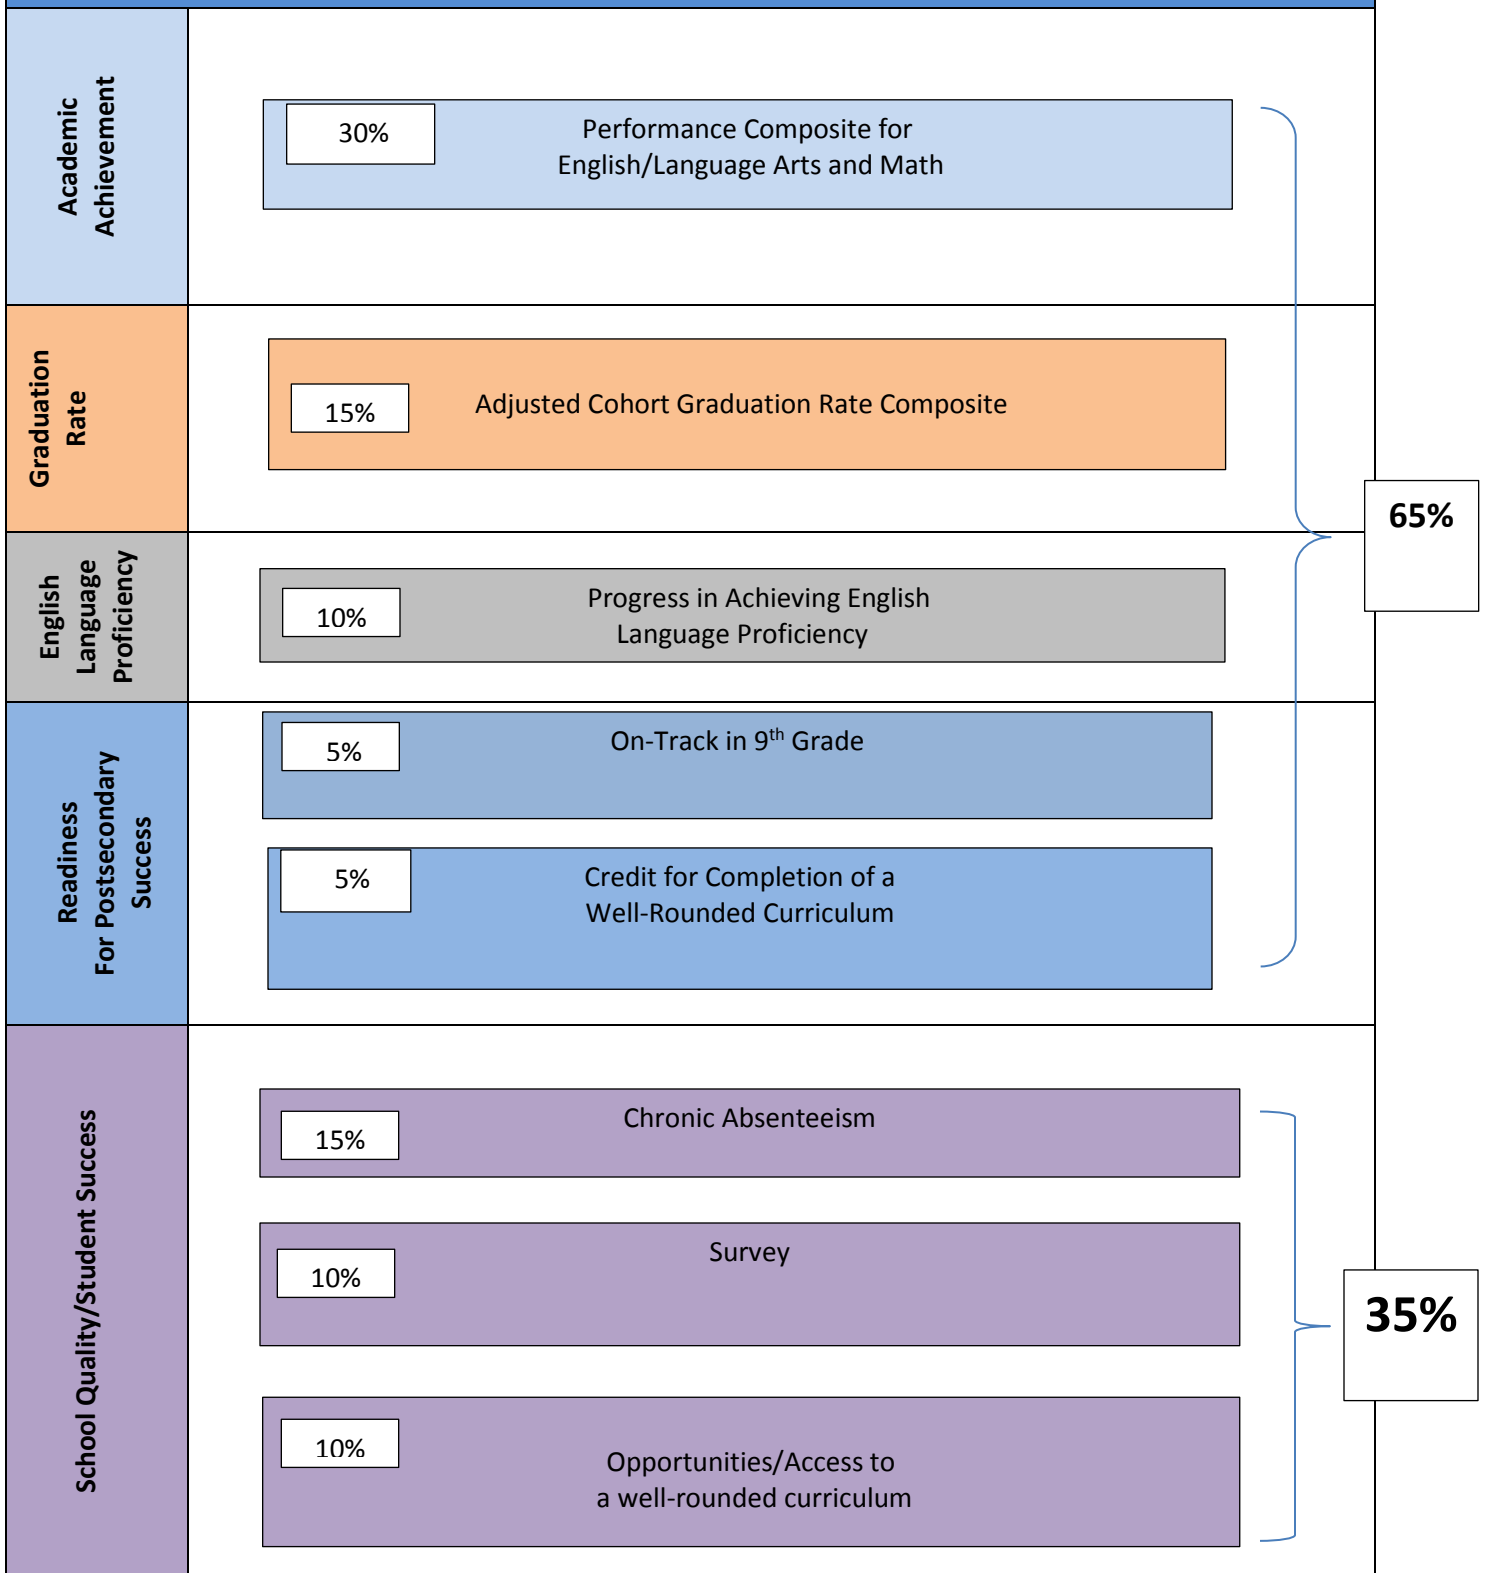 Academic
Achievement
30%
Performance Composite for
English/Language Arts and Math
Graduation
Rate
15%
Adjusted Cohort Graduation Rate Composite
65%
English
Language
Proficiency
10%
Progress in Achieving English
Language Proficiency
Readiness
For Postsecondary
Success
5%
On-Track in 9th Grade
5%
Credit for Completion of a
Well-Rounded Curriculum
School Quality/Student Success
15%
Chronic Absenteeism
10%
Survey
35%
10%
Opportunities/Access to
a well-rounded curriculum